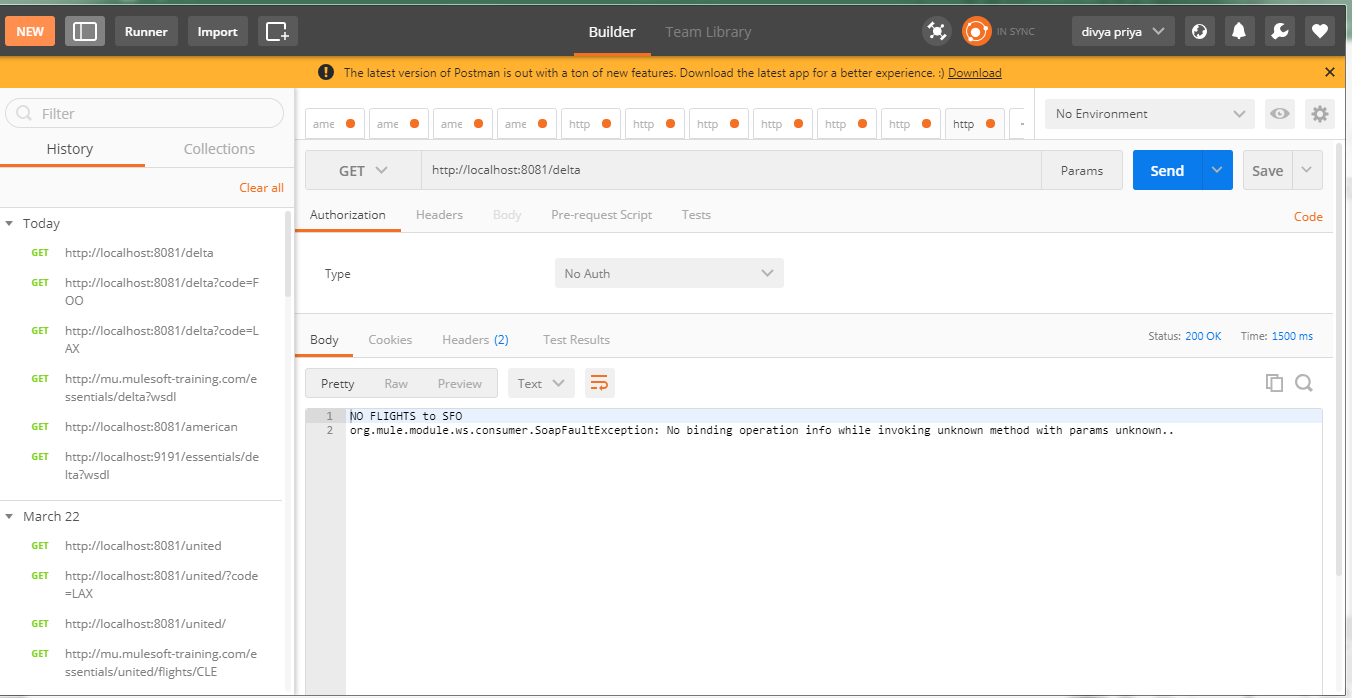 NEW Runner Import Builder Team Library IN SYNC divya priya
The latest version of Postman is out with a ton of new features. Download the latest app for a better experience. :) Download
Filter
History Collections
Clear all
Today
GET http://localhost:8081/delta
GET http://localhost:8081/delta?code=F
OO
GET http://localhost:8081/delta?code=L
AX
GET http://mu.mulesoft-training.com/e
ssentials/delta?wsdl
GET http://localhost:8081/american
GET http://localhost:9191/essentials/de
lta?wsdl
March 22
GET http://localhost:8081/united
GET http://localhost:8081/united/?code
=LAX
GET http://localhost:8081/united/
GET http://mu.mulesoft-training.com/e
ssentials/united/flights/CLE
ame ame ame ame http http http http http http http
No Environment
GET http://localhost:8081/delta Params Send Save
Authorization Headers Body Pre-request Script Tests Code
Type No Auth
Body Cookies Headers (2) Test Results Status: 200 OK Time: 1500 ms
Pretty Raw Preview Text
1 NO FLIGHTS to SFO
2 org.mule.module.ws.consumer.SoapFaultException: No binding operation info while invoking unknown method with params unknown..